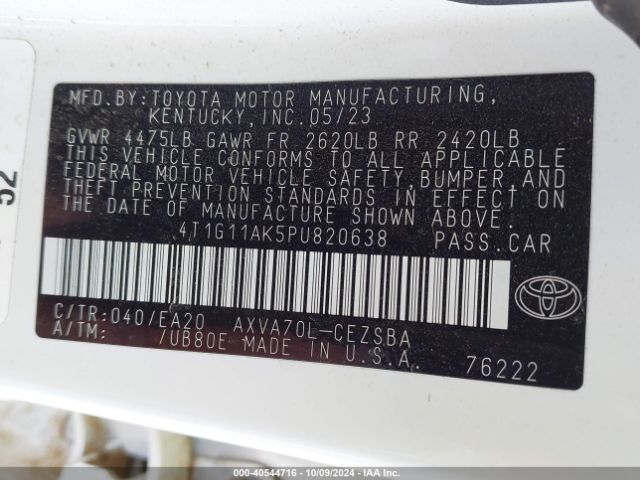 MFD.BY:TOYOTA MOTOR MANUFACTURING,
KENTUCKY,INC.05/23
GVWR 4475LB GAWR FR 2620LB RR 2420LB
THIS VEHICLE CONFORMS TO ALL APPLICABLE
FEDERAL MOTOR VEHICLE SAFETY,BUMPER,AND
THEFT PREVENTION STANDARDS IN EFFECT ON
THE DATE OF MANUFACTURE SHOWN ABOVE.
4T1G11AK5PU820638 PASS.CAR
C/TR:040/EA20 AXVA70L-CEZSBA
A/TM: /UB80E MADE IN U.S.A. 76222
52
000-40544716 - 10/09/2024 - IAA Inc.